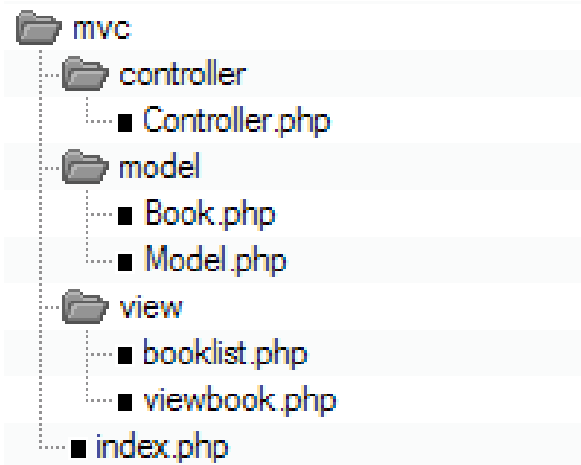 mvc
controller
Controller.php
model
Book.php
Model.php
view
booklist.php
viewbook.php
index.php